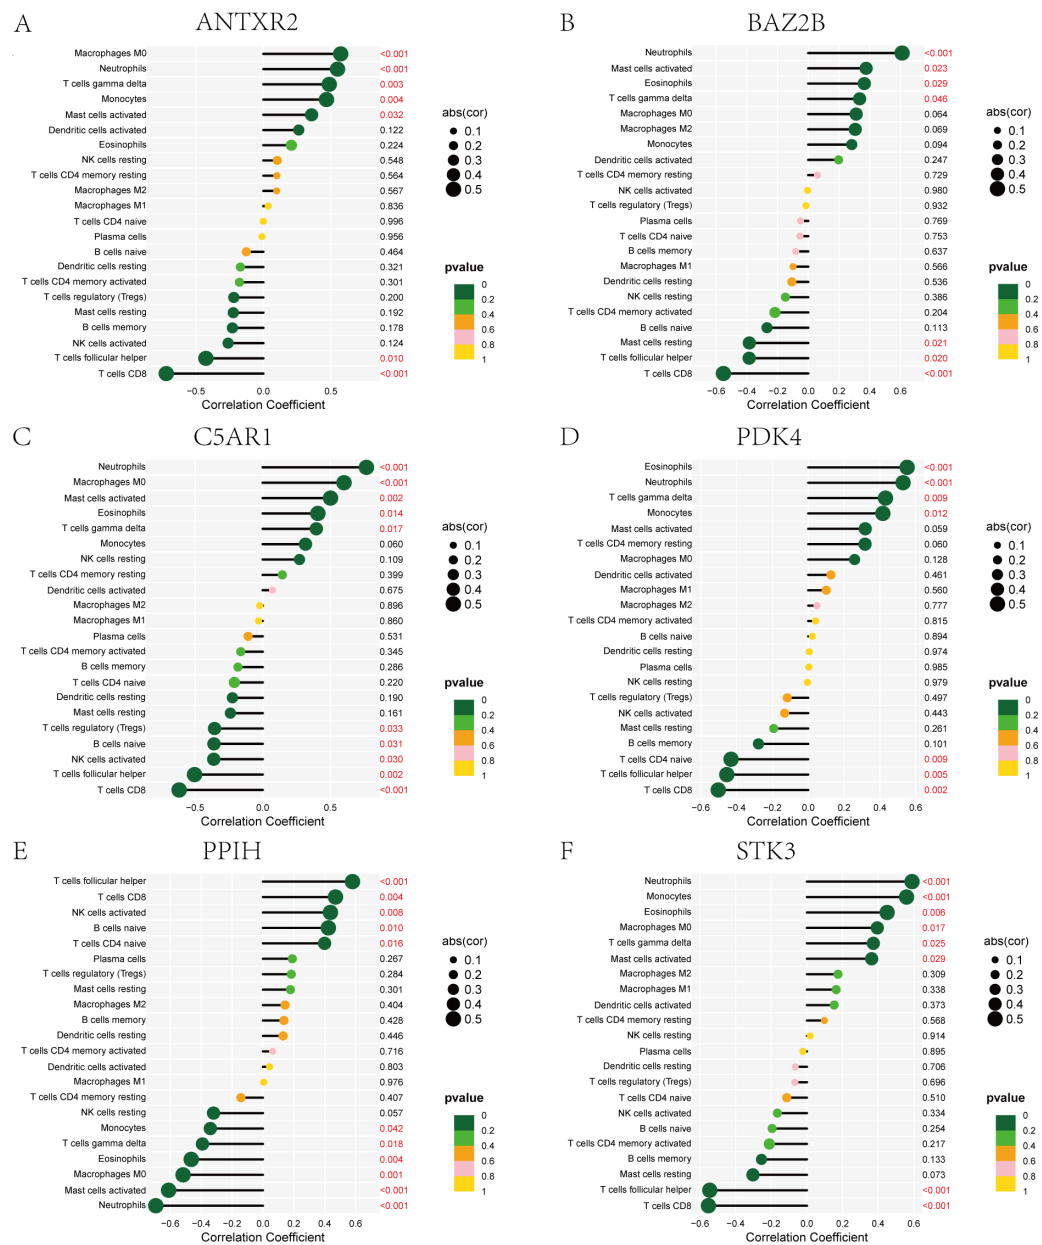 A
ANTXR2
Macrophages M0 <0.001
Neutrophils <0.001
T cells gamma delta 0.003
Monocytes 0.004
Mast cells activated 0.032
Dendritic cells activated 0.122
Eosinophils 0.224
NK cells resting 0.548
T cells CD4 memory resting 0.564
Macrophages M2 0.567
Macrophages M1 0.836
T cells CD4 naive 0.996
Plasma cells 0.956
B cells naive 0.464
Dendritic cells resting 0.321
T cells CD4 memory activated 0.301
T cells regulatory (Tregs) 0.200
Mast cells resting 0.192
B cells memory 0.178
NK cells activated 0.124
T cells follicular helper 0.010
T cells CD8 <0.001
−0.5 0.0 0.5
Correlation Coefficient
abs(cor)
0.1
0.2
0.3
0.4
0.5
pvalue
0
0.2
0.4
0.6
0.8
1
B
BAZ2B
Neutrophils <0.001
Mast cells activated 0.023
Eosinophils 0.029
T cells gamma delta 0.046
Macrophages M0 0.064
Macrophages M2 0.069
Monocytes 0.094
Dendritic cells activated 0.247
T cells CD4 memory resting 0.729
NK cells activated 0.980
T cells regulatory (Tregs) 0.932
Plasma cells 0.769
T cells CD4 naive 0.753
B cells memory 0.637
Macrophages M1 0.566
Dendritic cells resting 0.536
NK cells resting 0.386
T cells CD4 memory activated 0.204
B cells naive 0.113
Mast cells resting 0.021
T cells follicular helper 0.020
T cells CD8 <0.001
−0.6 −0.4 −0.2 0.0 0.2 0.4 0.6
Correlation Coefficient
abs(cor)
0.1
0.2
0.3
0.4
0.5
pvalue
0
0.2
0.4
0.6
0.8
1
C
C5AR1
Neutrophils <0.001
Macrophages M0 <0.001
Mast cells activated 0.002
Eosinophils 0.014
T cells gamma delta 0.017
Monocytes 0.060
NK cells resting 0.109
T cells CD4 memory resting 0.399
Dendritic cells activated 0.675
Macrophages M2 0.896
Macrophages M1 0.860
Plasma cells 0.531
T cells CD4 memory activated 0.345
B cells memory 0.286
T cells CD4 naive 0.220
Dendritic cells resting 0.190
Mast cells resting 0.161
T cells regulatory (Tregs) 0.033
B cells naive 0.031
NK cells activated 0.030
T cells follicular helper 0.002
T cells CD8 <0.001
−0.5 0.0 0.5
Correlation Coefficient
abs(cor)
0.1
0.2
0.3
0.4
0.5
pvalue
0
0.2
0.4
0.6
0.8
1
D
PDK4
Eosinophils <0.001
Neutrophils <0.001
T cells gamma delta 0.009
Monocytes 0.012
Mast cells activated 0.059
T cells CD4 memory resting 0.060
Macrophages M0 0.128
Dendritic cells activated 0.461
Macrophages M1 0.560
Macrophages M2 0.777
T cells CD4 memory activated 0.815
B cells naive 0.894
Dendritic cells resting 0.974
Plasma cells 0.985
NK cells resting 0.979
T cells regulatory (Tregs) 0.497
NK cells activated 0.443
Mast cells resting 0.261
B cells memory 0.101
T cells CD4 naive 0.009
T cells follicular helper 0.005
T cells CD8 0.002
−0.6 −0.4 −0.2 0.0 0.2 0.4 0.6
Correlation Coefficient
abs(cor)
0.1
0.2
0.3
0.4
0.5
pvalue
0
0.2
0.4
0.6
0.8
1
E
PPIH
T cells follicular helper <0.001
T cells CD8 0.004
NK cells activated 0.008
B cells naive 0.010
T cells CD4 naive 0.016
Plasma cells 0.267
T cells regulatory (Tregs) 0.284
Mast cells resting 0.301
Macrophages M2 0.404
B cells memory 0.428
Dendritic cells resting 0.446
T cells CD4 memory activated 0.716
Dendritic cells activated 0.803
Macrophages M1 0.976
T cells CD4 memory resting 0.407
NK cells resting 0.057
Monocytes 0.042
T cells gamma delta 0.018
Eosinophils 0.004
Macrophages M0 0.001
Mast cells activated <0.001
Neutrophils <0.001
−0.6 −0.4 −0.2 0.0 0.2 0.4 0.6
Correlation Coefficient
abs(cor)
0.1
0.2
0.3
0.4
0.5
pvalue
0
0.2
0.4
0.6
0.8
1
F
STK3
Neutrophils <0.001
Monocytes <0.001
Eosinophils 0.006
Macrophages M0 0.017
T cells gamma delta 0.025
Mast cells activated 0.029
Macrophages M2 0.309
Macrophages M1 0.338
Dendritic cells activated 0.373
T cells CD4 memory resting 0.568
NK cells resting 0.914
Plasma cells 0.895
Dendritic cells resting 0.706
T cells regulatory (Tregs) 0.696
T cells CD4 naive 0.510
NK cells activated 0.334
B cells naive 0.254
T cells CD4 memory activated 0.217
B cells memory 0.133
Mast cells resting 0.073
T cells follicular helper <0.001
T cells CD8 <0.001
−0.6 −0.4 −0.2 0.0 0.2 0.4 0.6
Correlation Coefficient
abs(cor)
0.1
0.2
0.3
0.4
0.5
pvalue
0
0.2
0.4
0.6
0.8
1